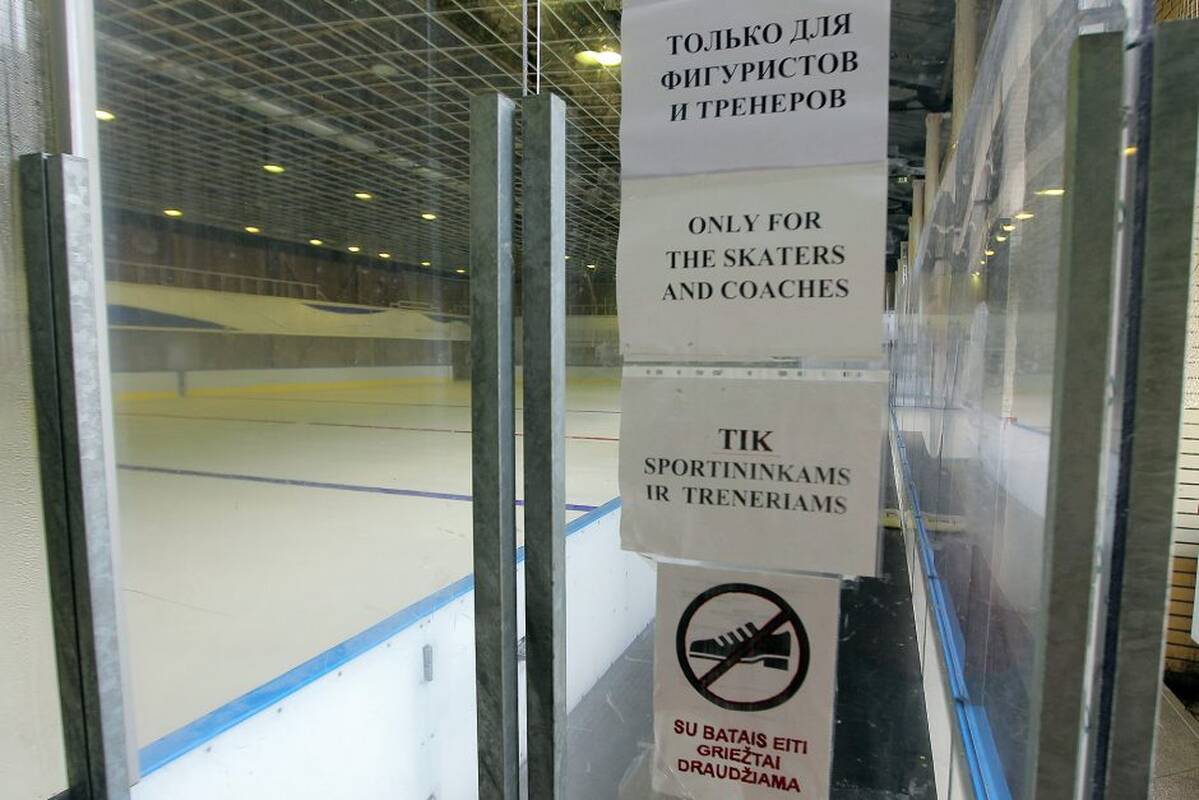 ТОЛЬКО ДЛЯ
ФИГУРИСТОВ
И ТРЕНЕРОВ
ONLY FOR
THE SKATERS
AND COACHES
TIK
SPORTININKAMS
IR TRENERIAMS
SU BATAIS EITI
GRIEŽTAI
DRAUDŽIAMA